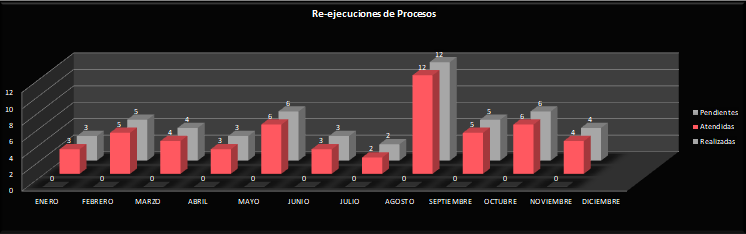 Re-ejecuciones de Procesos
12
10
8
6
4
2
0
3 5 4 3 6 3 2 12 5 6 4
3 5 4 3 6 3 2 12 5 6 4
0 0 0 0 0 0 0 0 0 0 0
ENERO FEBRERO MARZO ABRIL MAYO JUNIO JULIO AGOSTO SEPTIEMBRE OCTUBRE NOVIEMBRE DICIEMBRE
Pendientes
Atendidas
Realizadas